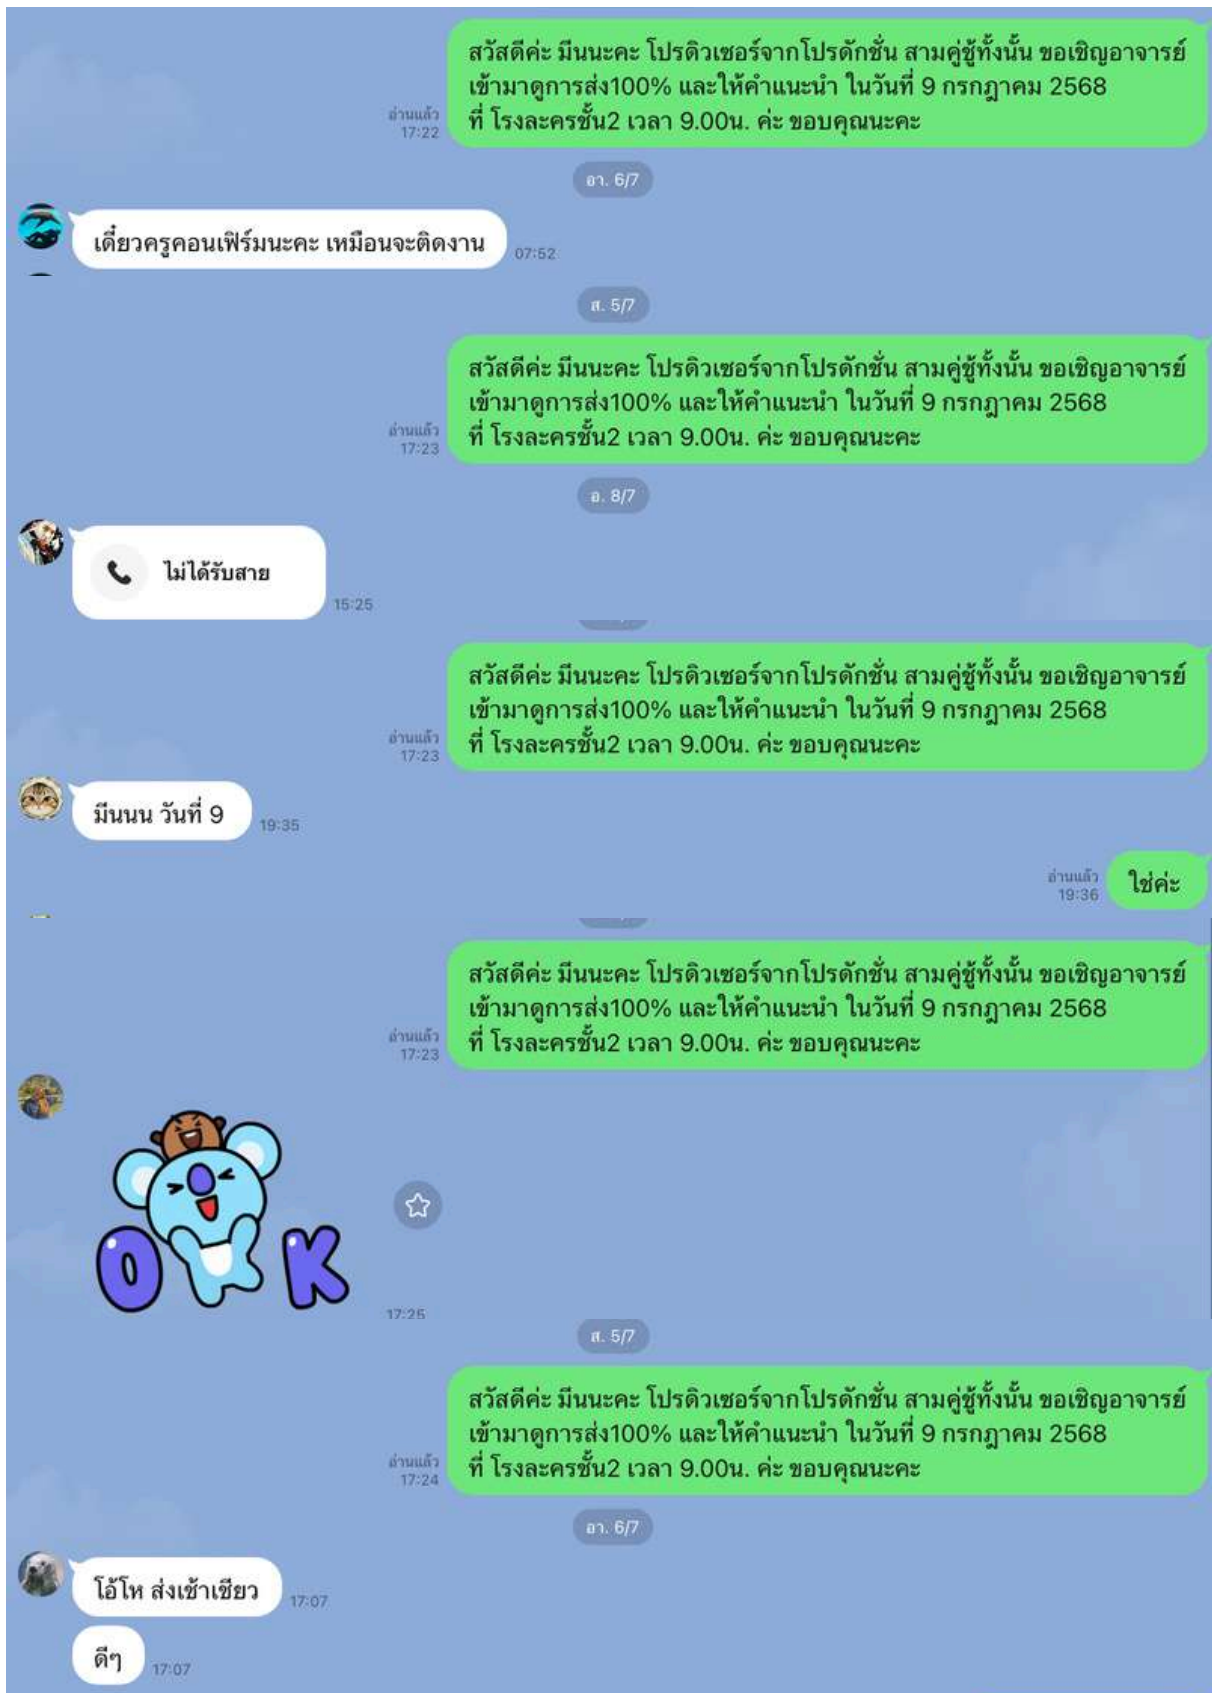 สวัสดีค่ะ มีนนะคะ โปรดิวเซอร์จากโปรดักชั่น สามคู่ชู้ทั้งนั้น ขอเชิญอาจารย์
เข้ามาดูการส่ง100% และให้คำแนะนำ ในวันที่ 9 กรกฎาคม 2568
ที่ โรงละครชั้น2 เวลา 9.00น. ค่ะ ขอบคุณนะคะ
อ่านแล้ว
17:22
อา. 6/7
เดี๋ยวครูคอนเฟิร์มนะคะ เหมือนจะติดงาน
07:52
ส. 5/7
สวัสดีค่ะ มีนนะคะ โปรดิวเซอร์จากโปรดักชั่น สามคู่ชู้ทั้งนั้น ขอเชิญอาจารย์
เข้ามาดูการส่ง100% และให้คำแนะนำ ในวันที่ 9 กรกฎาคม 2568
ที่ โรงละครชั้น2 เวลา 9.00น. ค่ะ ขอบคุณนะคะ
อ่านแล้ว
17:23
อ. 8/7
ไม่ได้รับสาย
15:25
สวัสดีค่ะ มีนนะคะ โปรดิวเซอร์จากโปรดักชั่น สามคู่ชู้ทั้งนั้น ขอเชิญอาจารย์
เข้ามาดูการส่ง100% และให้คำแนะนำ ในวันที่ 9 กรกฎาคม 2568
ที่ โรงละครชั้น2 เวลา 9.00น. ค่ะ ขอบคุณนะคะ
อ่านแล้ว
17:23
มีนนน วันที่ 9
19:35
ใช่ค่ะ
อ่านแล้ว
19:36
สวัสดีค่ะ มีนนะคะ โปรดิวเซอร์จากโปรดักชั่น สามคู่ชู้ทั้งนั้น ขอเชิญอาจารย์
เข้ามาดูการส่ง100% และให้คำแนะนำ ในวันที่ 9 กรกฎาคม 2568
ที่ โรงละครชั้น2 เวลา 9.00น. ค่ะ ขอบคุณนะคะ
อ่านแล้ว
17:23
OK
17:25
ส. 5/7
สวัสดีค่ะ มีนนะคะ โปรดิวเซอร์จากโปรดักชั่น สามคู่ชู้ทั้งนั้น ขอเชิญอาจารย์
เข้ามาดูการส่ง100% และให้คำแนะนำ ในวันที่ 9 กรกฎาคม 2568
ที่ โรงละครชั้น2 เวลา 9.00น. ค่ะ ขอบคุณนะคะ
อ่านแล้ว
17:24
อา. 6/7
โอ้โห ส่งเช้าเชียว
17:07
ดีๆ
17:07